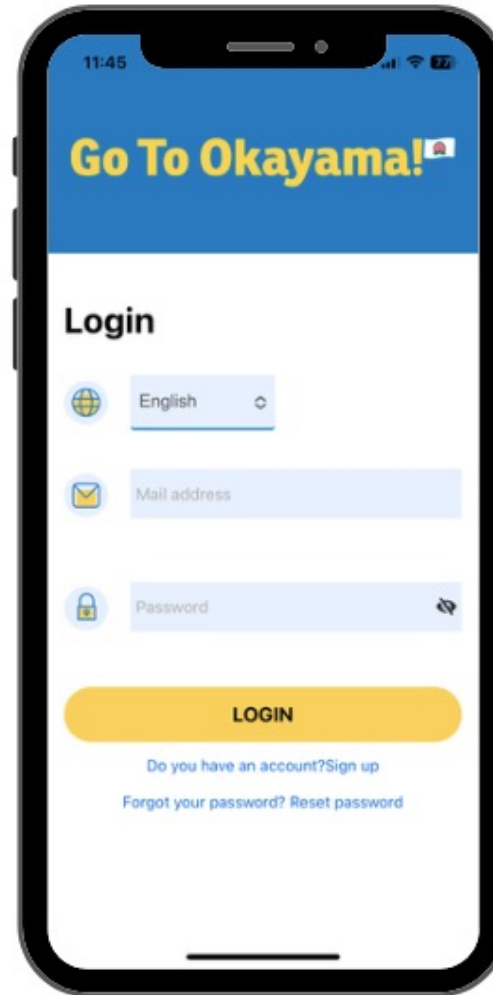 11:45
77
Go To Okayama!
Login
English
Mail address
Password
LOGIN
Do you have an account?Sign up
Forgot your password? Reset password